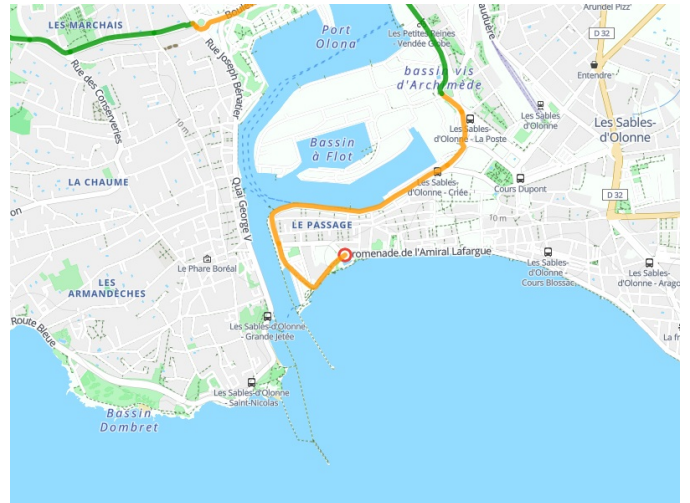 LES-MARCHAIS
Boule
Rue des Conserveries
Rue Joseph Bénatier
Port
Olona
Les Petites Reines -
Vendée Globe
bassin vis
d'Archimède
Arundel Pizz'
D 32
Entendre
Les Sables
d'Olonne
Les Sables-
d'Olonne
Les Sables-
d'Olonne - La Poste
Bassin
à Flot
10 m
LA CHAUME
Quai George V
Les Sables-
d'Olonne - Criée
Cours Dupont
D 32
LE PASSAGE
10 m
Promenade de l'Amiral Lafargue
Le Phare Boréal
LES
ARMANDÈCHES
Les Sables-
d'Olonne -
Cours Blossac
Les Sables-
d'Olonne - Arago
Route Bleue
Les Sables-d'Olonne
- Grande Jetée
La fr
Les Sables-d'Olonne
- Saint-Nicolas
Bassin
Dombret